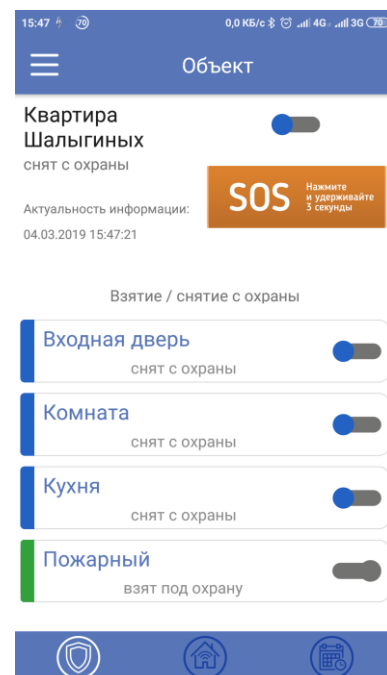 15:47 70 0,0 КБ/с 4G 3G 70
Объект
Квартира
Шалыгиных
снят с охраны
SOS
Нажмите
и удерживайте
3 секунды
Актуальность информации:
04.03.2019 15:47:21
Взятие / снятие с охраны
Входная дверь
снят с охраны
Комната
снят с охраны
Кухня
снят с охраны
Пожарный
взят под охрану